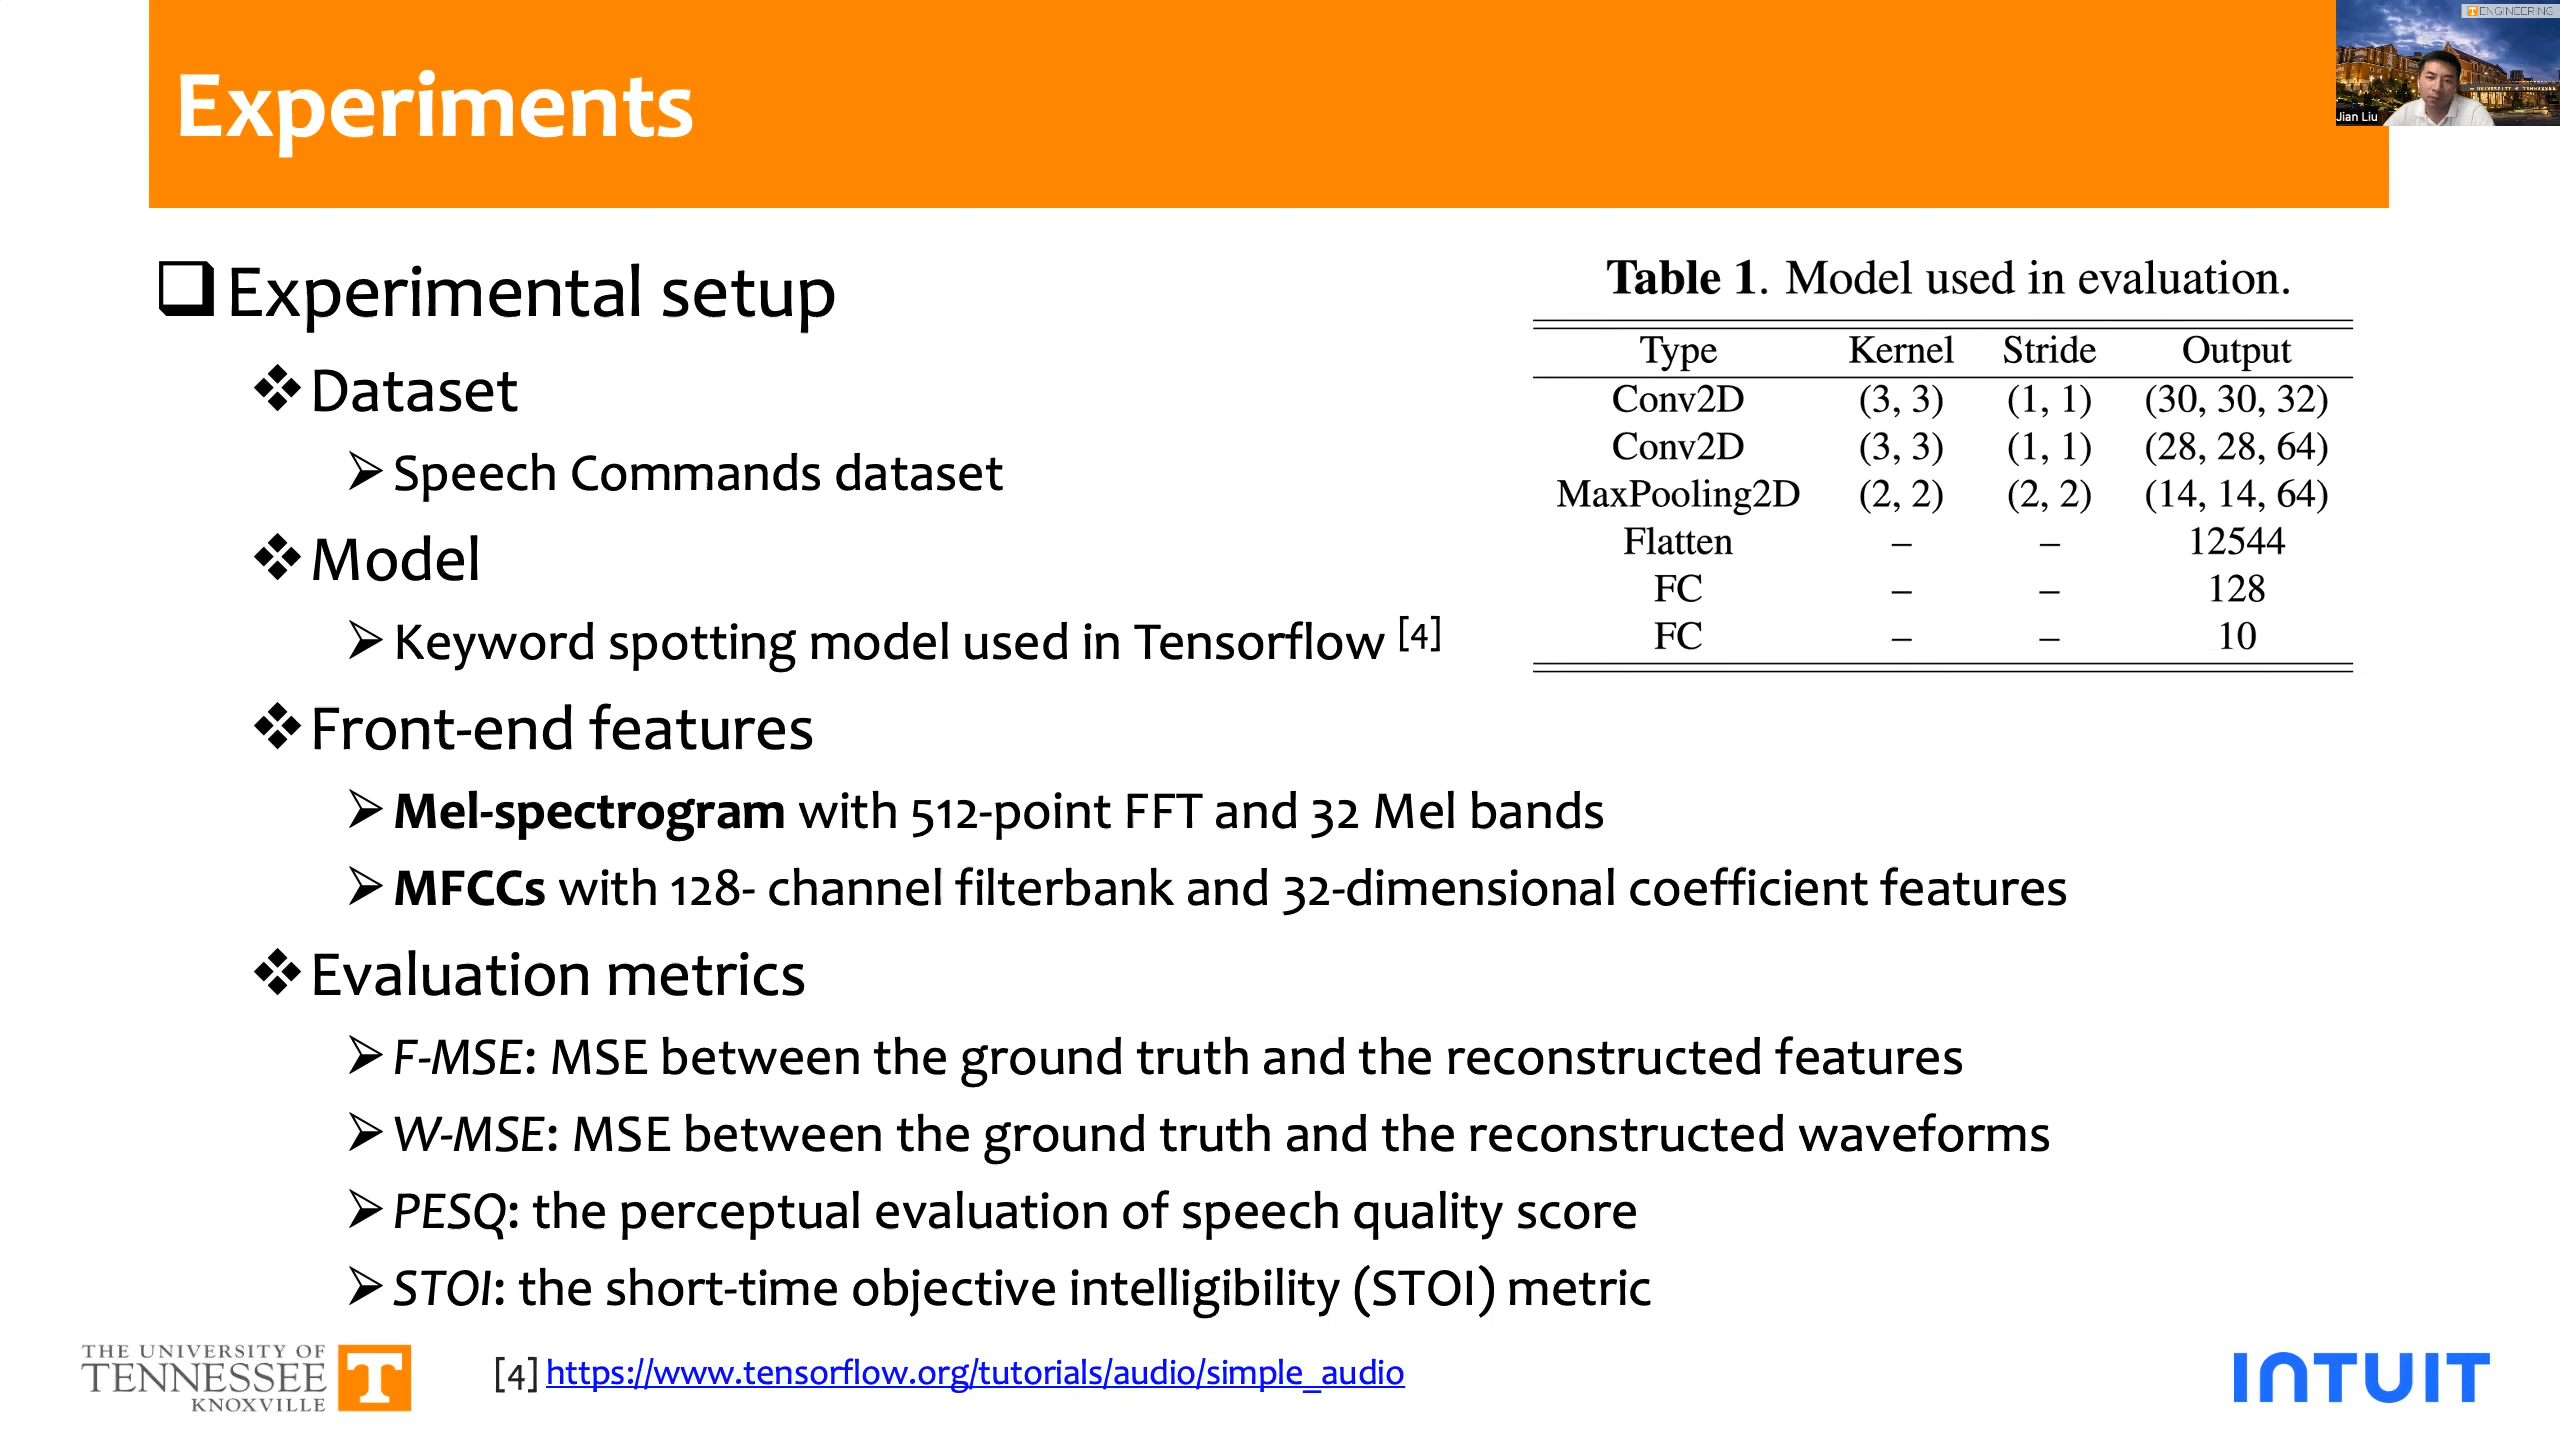 Experiments
ENGINEERING
Jian Liu
Experimental setup
Dataset
Speech Commands dataset
Model
Keyword spotting model used in Tensorflow [4]
Front-end features
Mel-spectrogram with 512-point FFT and 32 Mel bands
MFCCs with 128- channel filterbank and 32-dimensional coefficient features
Evaluation metrics
F-MSE: MSE between the ground truth and the reconstructed features
W-MSE: MSE between the ground truth and the reconstructed waveforms
PESQ: the perceptual evaluation of speech quality score
STOI: the short-time objective intelligibility (STOI) metric
Table 1. Model used in evaluation.
Type Kernel Stride Output
Conv2D (3, 3) (1, 1) (30, 30, 32)
Conv2D (3, 3) (1, 1) (28, 28, 64)
MaxPooling2D (2, 2) (2, 2) (14, 14, 64)
Flatten – – 12544
FC – – 128
FC – – 10
THE UNIVERSITY OF
TENNESSEE
KNOXVILLE
T
[4] https://www.tensorflow.org/tutorials/audio/simple_audio
INTUIT